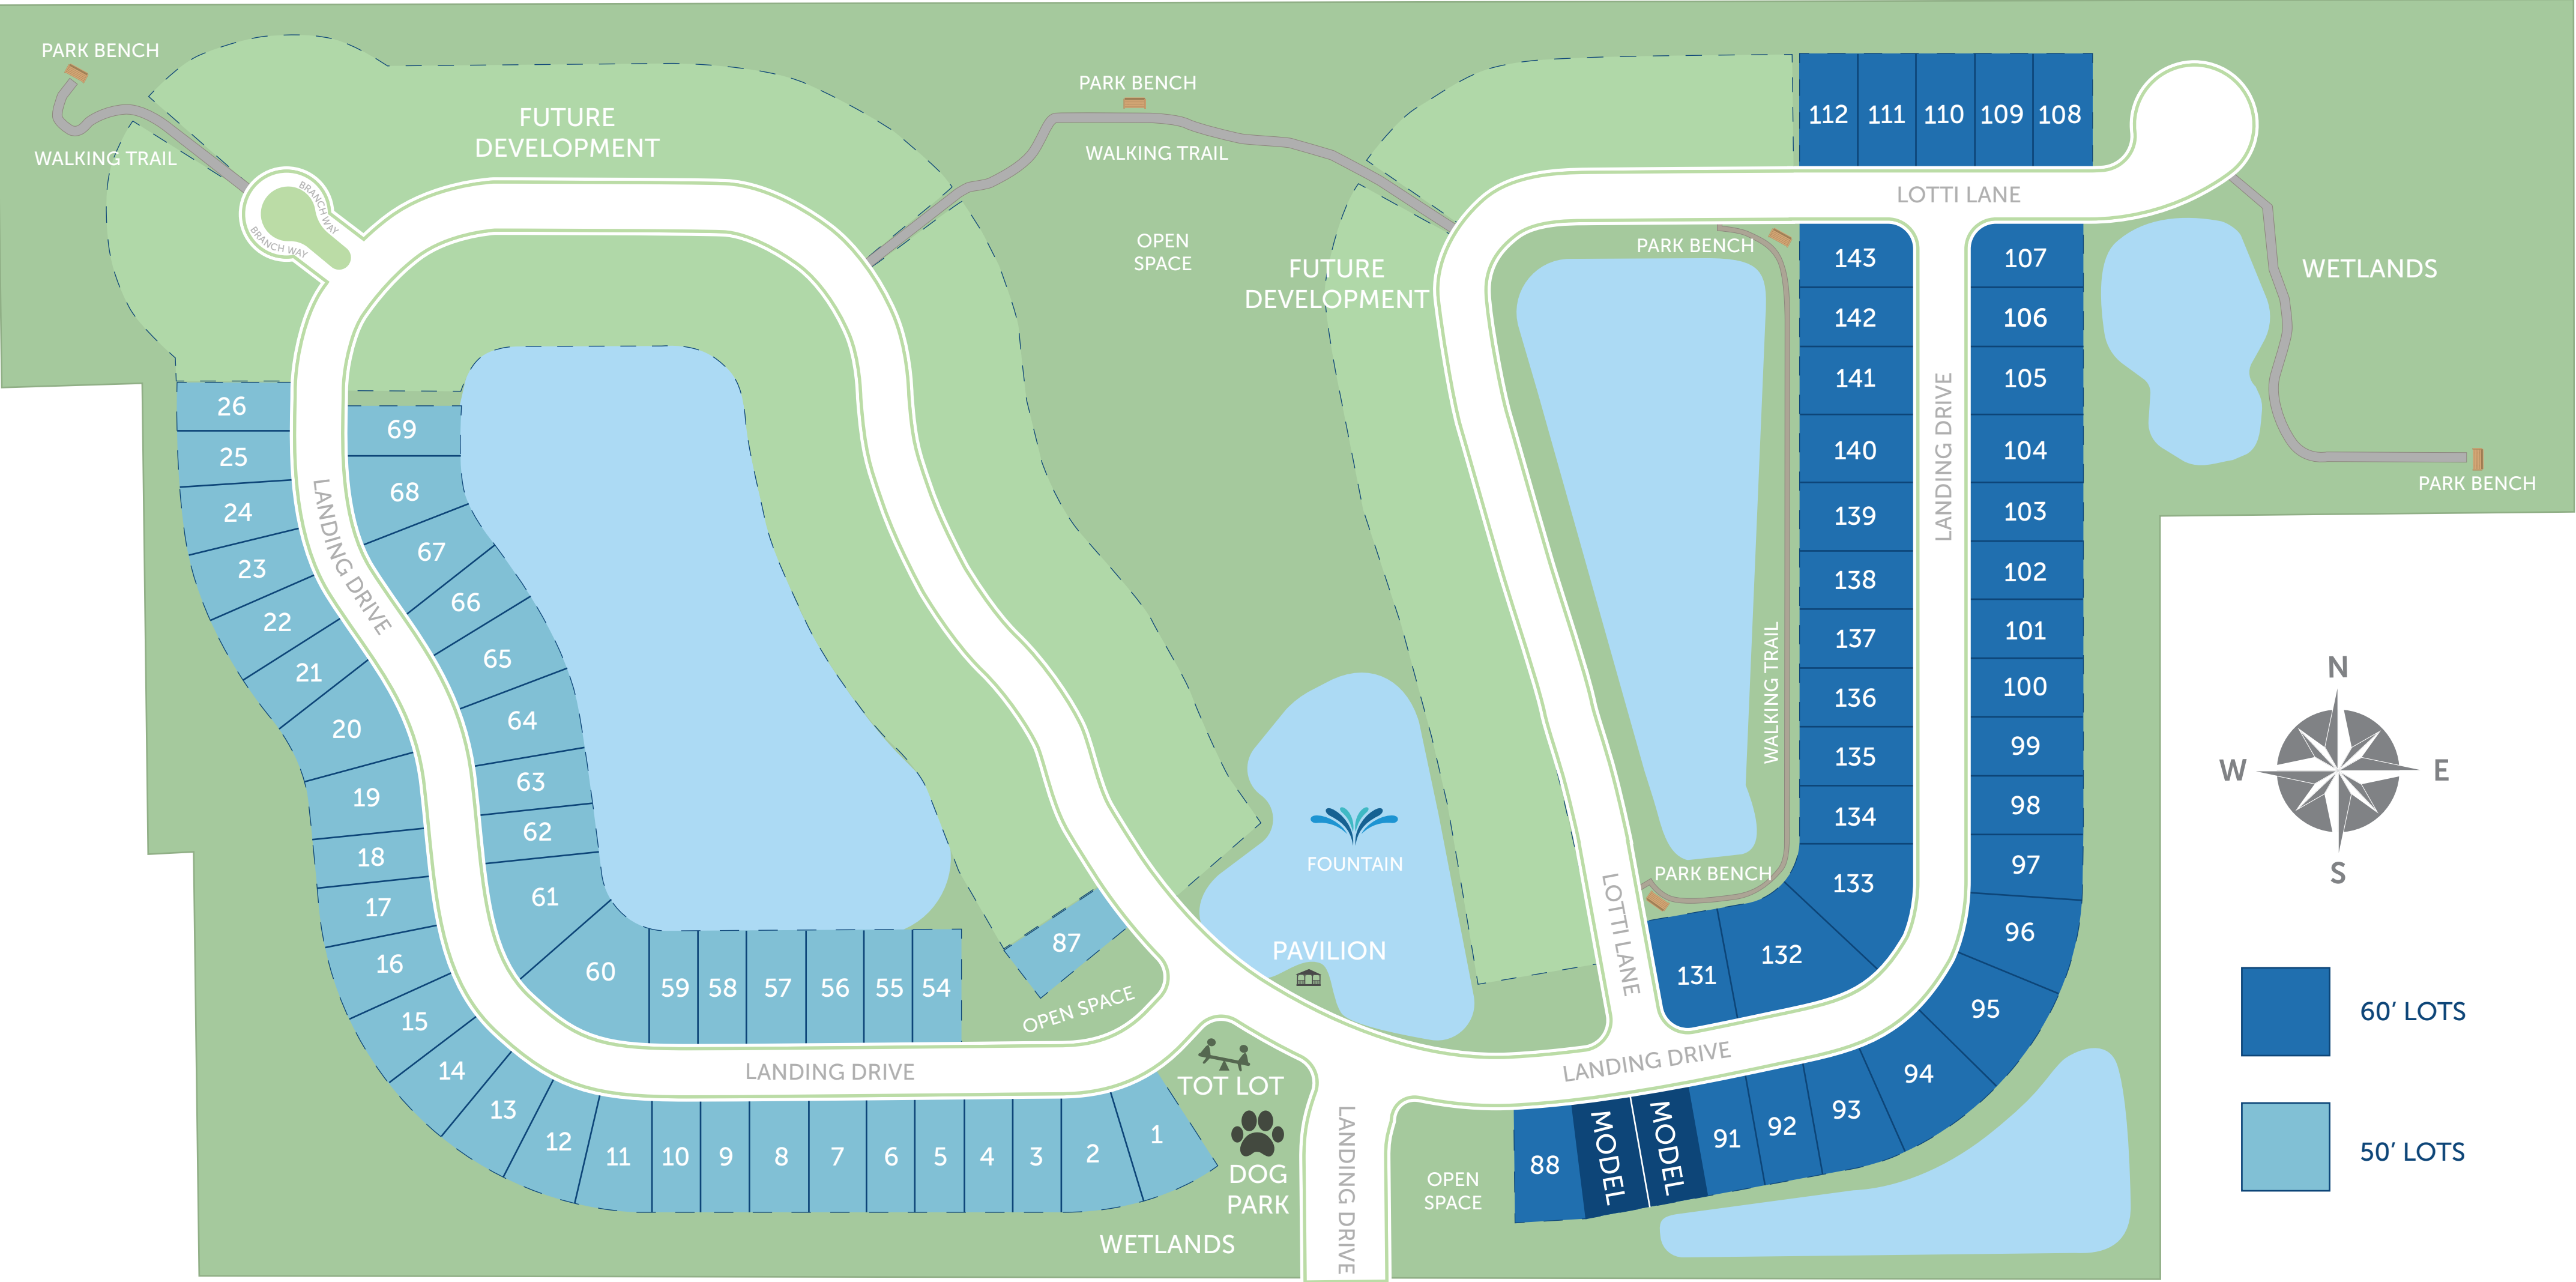 PARK BENCH
WALKING TRAIL
BRANCH WAY
BRANCH WAY
FUTURE
DEVELOPMENT
PARK BENCH
WALKING TRAIL
OPEN
SPACE
FUTURE
DEVELOPMENT
112 111 110 109 108
LOTTI LANE
PARK BENCH
WETLANDS
PARK BENCH
143
142
141
140
139
138
137
136
135
134
133
132
131
LANDING DRIVE
107
106
105
104
103
102
101
100
99
98
97
96
95
94
93
92
91
MODEL
MODEL
88
WALKING TRAIL
PARK BENCH
LOTTI LANE
LANDING DRIVE
26
25
24
23
22
21
20
19
18
17
16
15
14
13
12
11 10 9 8 7 6 5 4 3 2 1
LANDING DRIVE
69
68
67
66
65
64
63
62
61
60
59 58 57 56 55 54
87
OPEN SPACE
LANDING DRIVE
FOUNTAIN
PAVILION
TOT LOT
DOG
PARK
WETLANDS
LANDING DRIVE
OPEN
SPACE
N
W E
S
60' LOTS
50' LOTS